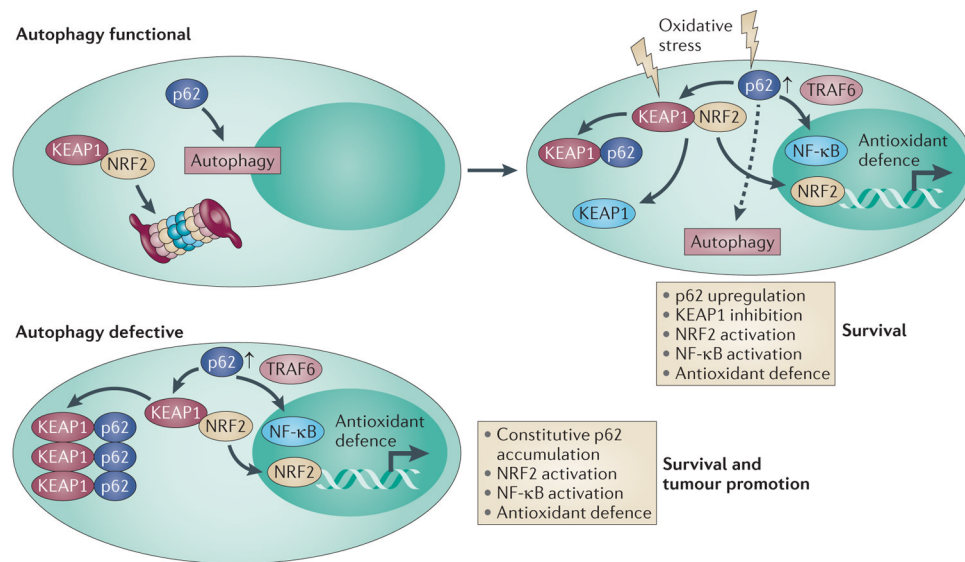 Autophagy functional
p62
KEAP1
NRF2
Autophagy
Oxidative
stress
p62 ↑
TRAF6
KEAP1
NRF2
KEAP1
p62
NF-κB
Antioxidant
defence
NRF2
KEAP1
Autophagy
• p62 upregulation
• KEAP1 inhibition
• NRF2 activation
• NF-κB activation
• Antioxidant defence
Survival
Autophagy defective
p62 ↑
TRAF6
KEAP1
NRF2
KEAP1 p62
KEAP1 p62
KEAP1 p62
NF-κB
Antioxidant
defence
NRF2
• Constitutive p62
accumulation
• NRF2 activation
• NF-κB activation
• Antioxidant defence
Survival and
tumour promotion